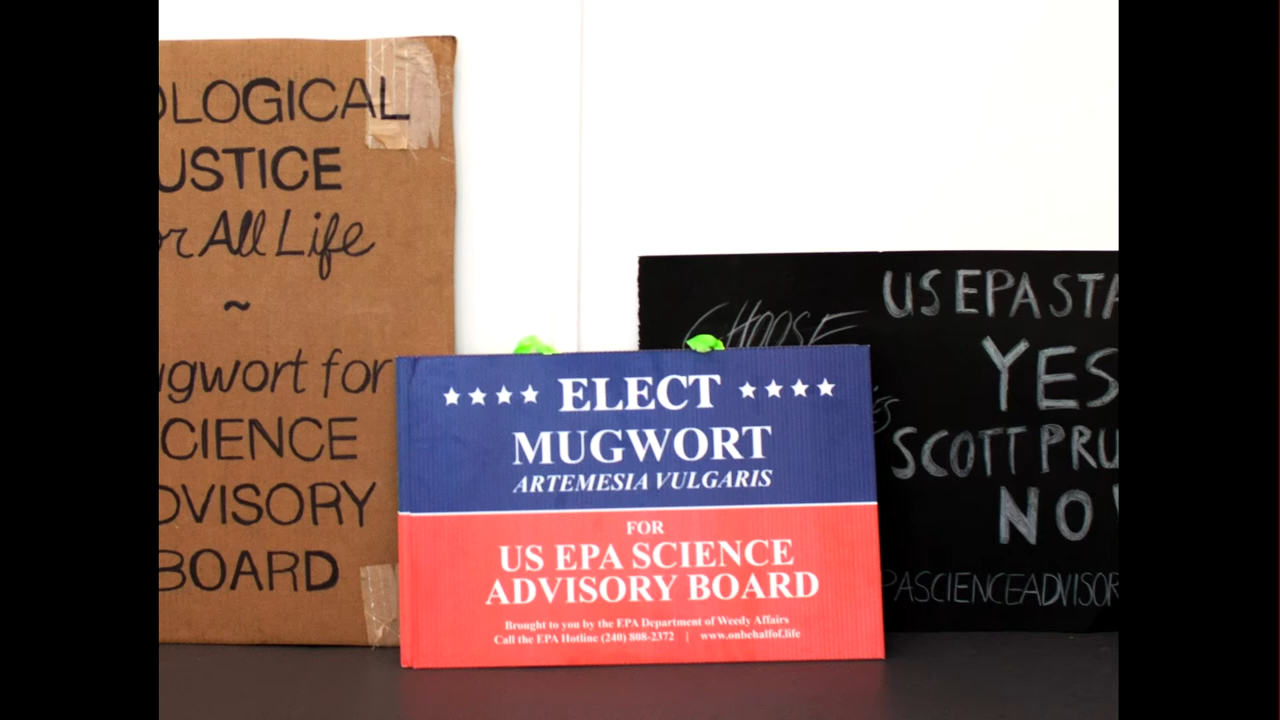 OLOGICAL
USTICE
or All Life
~
ugwort for
CIENCE
DVISORY
BOARD
★★★★ ELECT ★★★★
MUGWORT
ARTEMESIA VULGARIS
FOR
US EPA SCIENCE
ADVISORY BOARD
Brought to you by the EPA Department of Weedy Affairs
Call the EPA Hotline (240) 808-2372 | www.onbehalfof.life
CHOOSE
US EPA STA
YES
SCOTT PRU
NO
PASCIENCEADVISOR